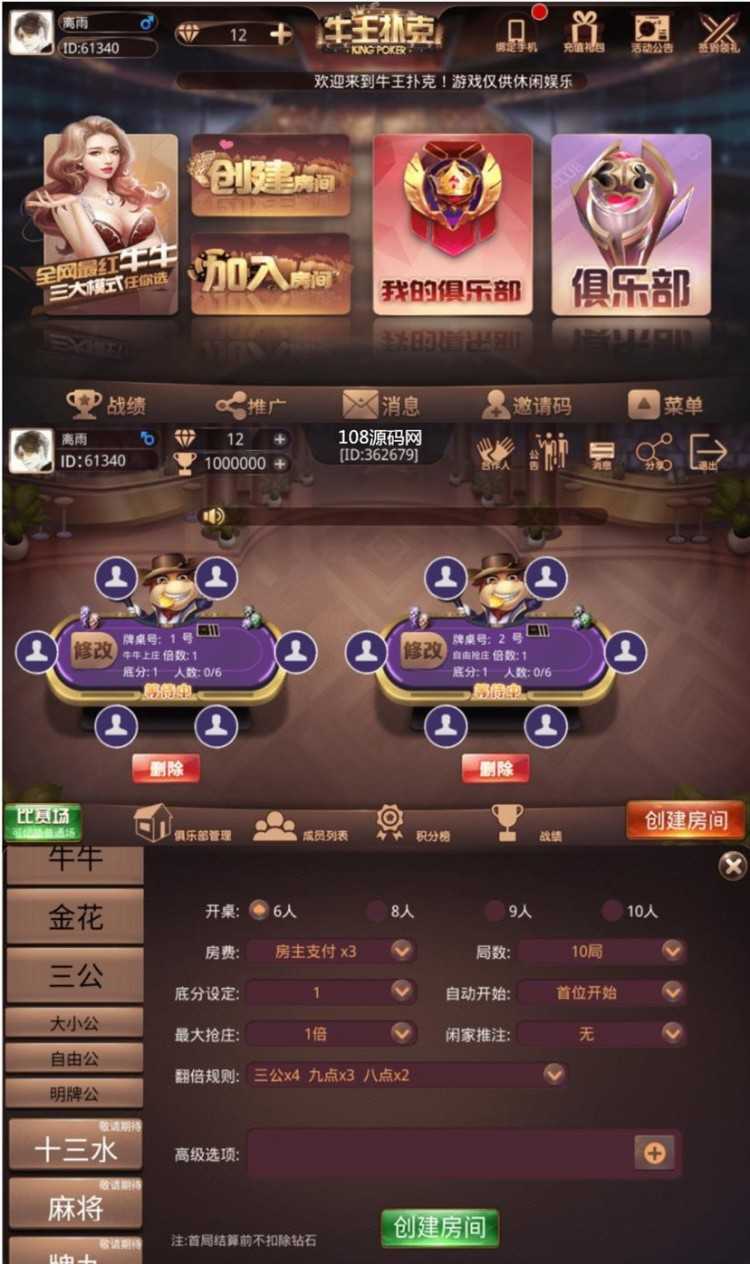 离雨
ID:61340
12
牛王扑克
KING POKER
绑定手机
充值礼包
活动公告
签到领礼
欢迎来到牛王扑克！游戏仅供休闲娱乐
全网最红牛牛
三大模式任你选
创建房间
加入房间
我的俱乐部
俱乐部
战绩
推广
消息
邀请码
菜单
离雨
ID:61340
12
1000000
108源码网
[ID:362679]
合作人
公告
消息
分享
退出
修改
牌桌号: 1 号
牛牛上庄 倍数:1
底分:1 人数:0/6
等待中
删除
修改
牌桌号: 2 号
自由抢庄 倍数:1
底分:1 人数:0/6
等待中
删除
比赛场
可切换普通场
俱乐部管理
成员列表
积分榜
战绩
创建房间
牛牛
金花
三公
大小公
自由公
明牌公
敬请期待
十三水
敬请期待
麻将
敬请期待
牌九
开桌: 6人 8人 9人 10人
房费: 房主支付 x3 局数: 10局
底分设定: 1 自动开始: 首位开始
最大抢庄: 1倍 闲家推注: 无
翻倍规则: 三公x4 九点x3 八点x2
高级选项:
注:首局结算前不扣除钻石
创建房间